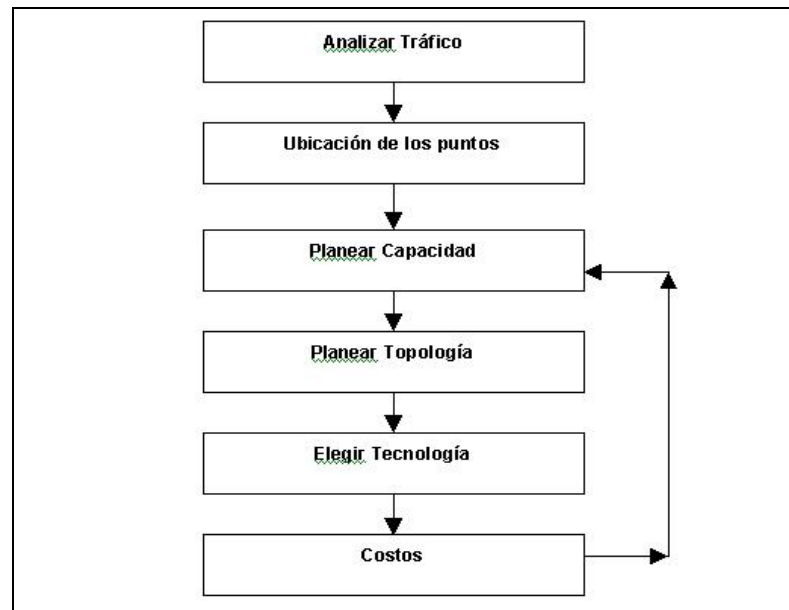 Analizar Tráfico
Ubicación de los puntos
Planear Capacidad
Planear Topología
Elegir Tecnología
Costos